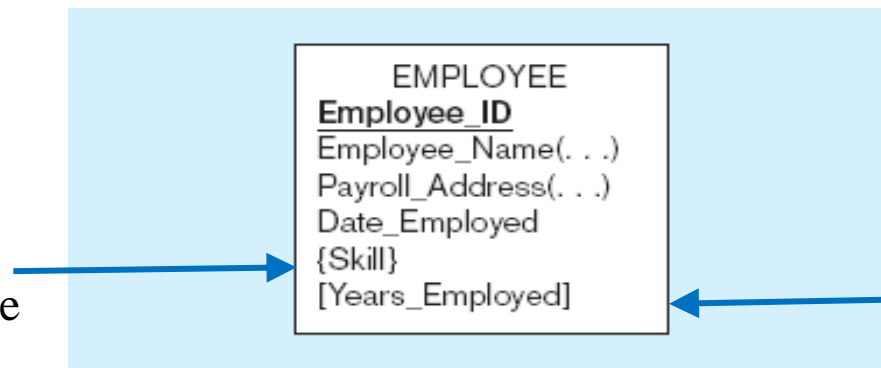 EMPLOYEE
Employee_ID
Employee_Name(. . .)
Payroll_Address(. . .)
Date_Employed
{Skill}
[Years_Employed]
e